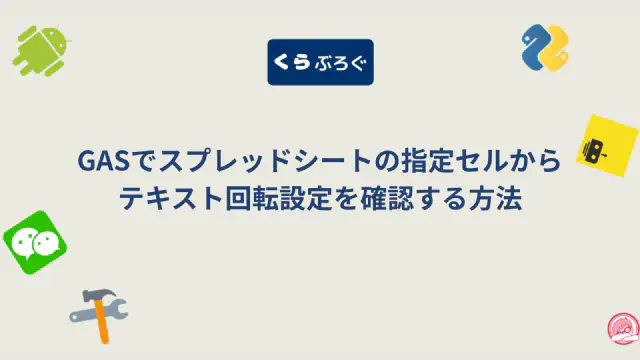 くらぶろぐ
GASでスプレッドシートの指定セルから
テキスト回転設定を確認する方法